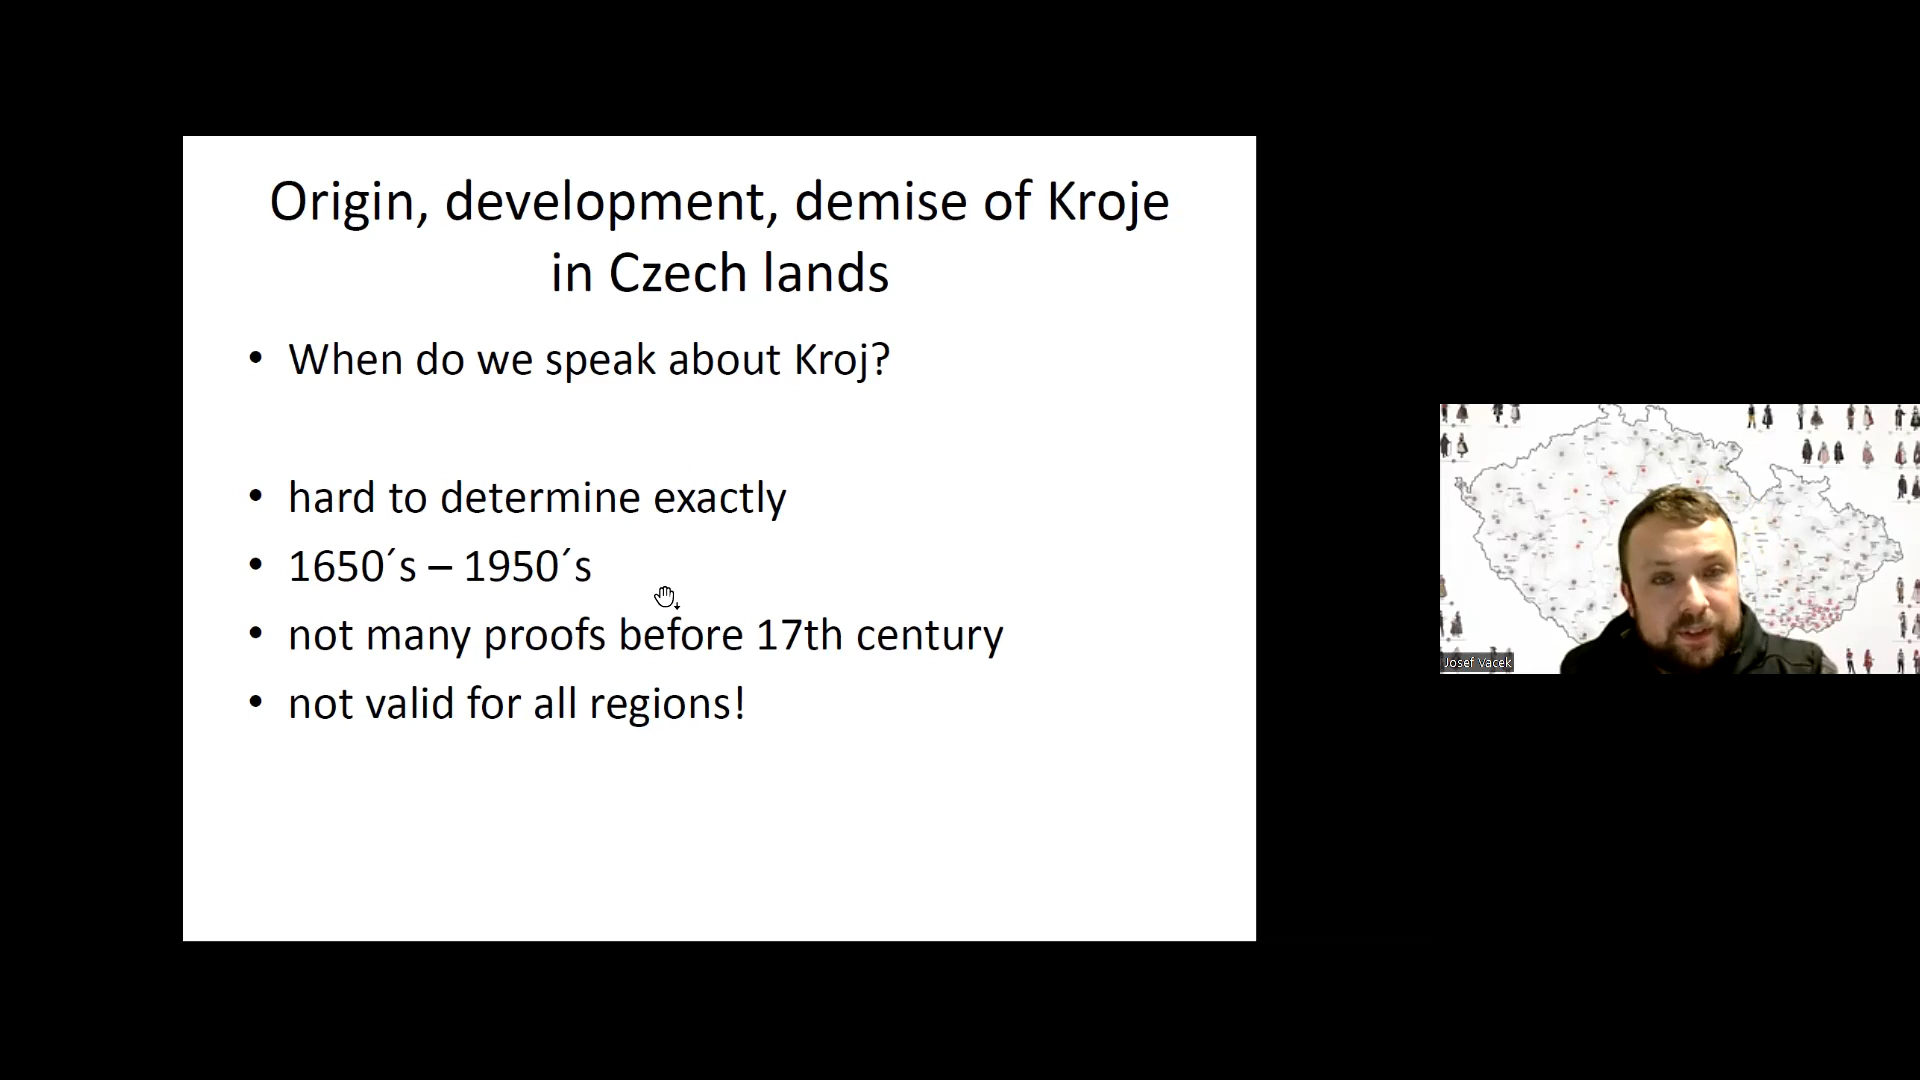 Origin, development, demise of Kroje
in Czech lands
• When do we speak about Kroj?
• hard to determine exactly
• 1650´s – 1950´s
• not many proofs before 17th century
• not valid for all regions!
Josef Vacek